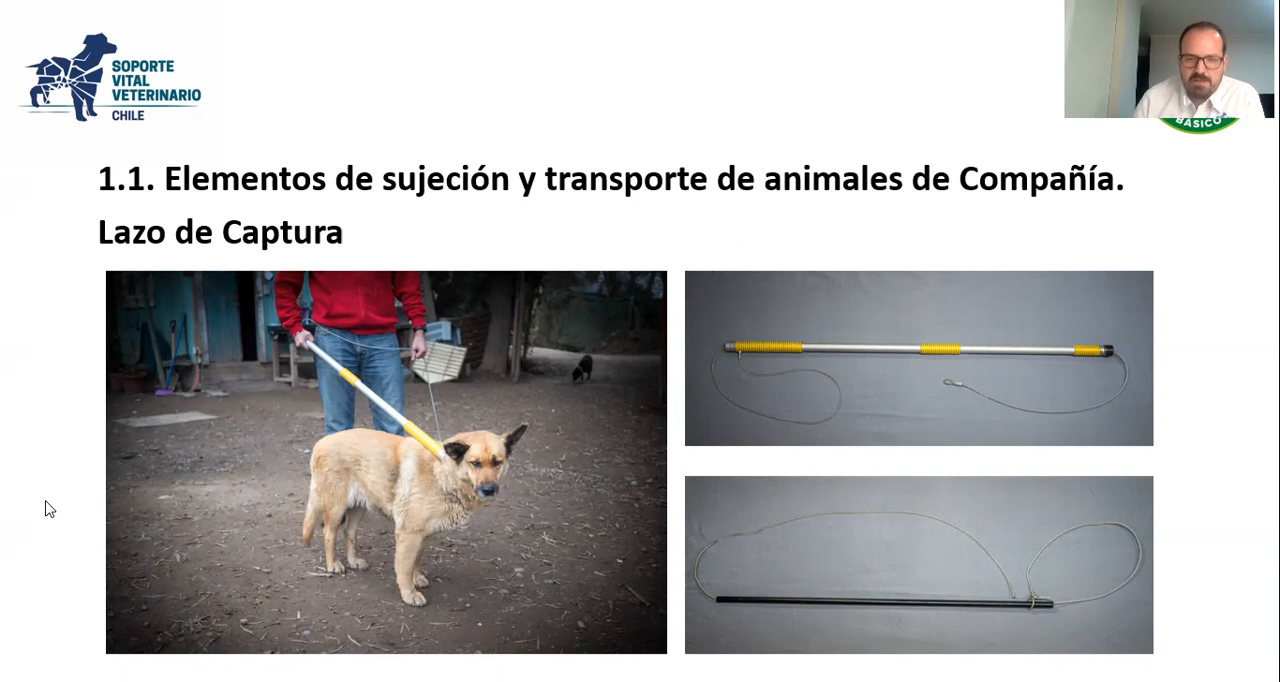 SOPORTE
VITAL
VETERINARIO
CHILE
BÁSICO
1.1. Elementos de sujeción y transporte de animales de Compañía.
Lazo de Captura